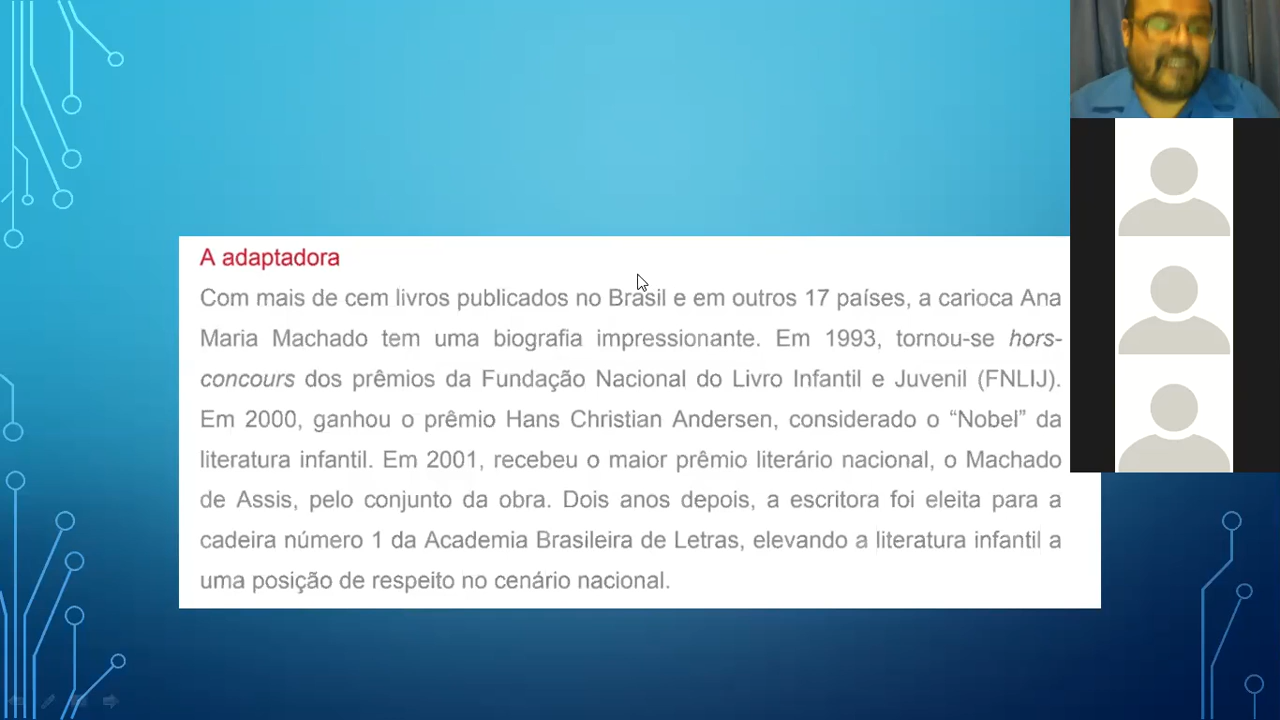 A adaptadora
Com mais de cem livros publicados no Brasil e em outros 17 países, a carioca Ana
Maria Machado tem uma biografia impressionante. Em 1993, tornou-se hors-
concours dos prêmios da Fundação Nacional do Livro Infantil e Juvenil (FNLIJ).
Em 2000, ganhou o prêmio Hans Christian Andersen, considerado o “Nobel” da
literatura infantil. Em 2001, recebeu o maior prêmio literário nacional, o Machado
de Assis, pelo conjunto da obra. Dois anos depois, a escritora foi eleita para a
cadeira número 1 da Academia Brasileira de Letras, elevando a literatura infantil a
uma posição de respeito no cenário nacional.